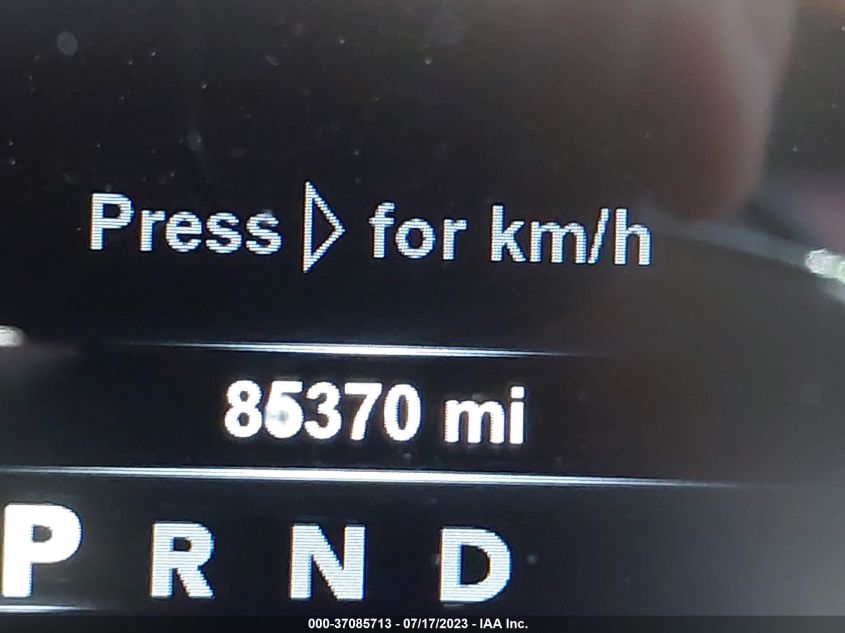 Press ▷ for km/h
85370 mi
P R N D
000-37085713 - 07/17/2023 - IAA Inc.